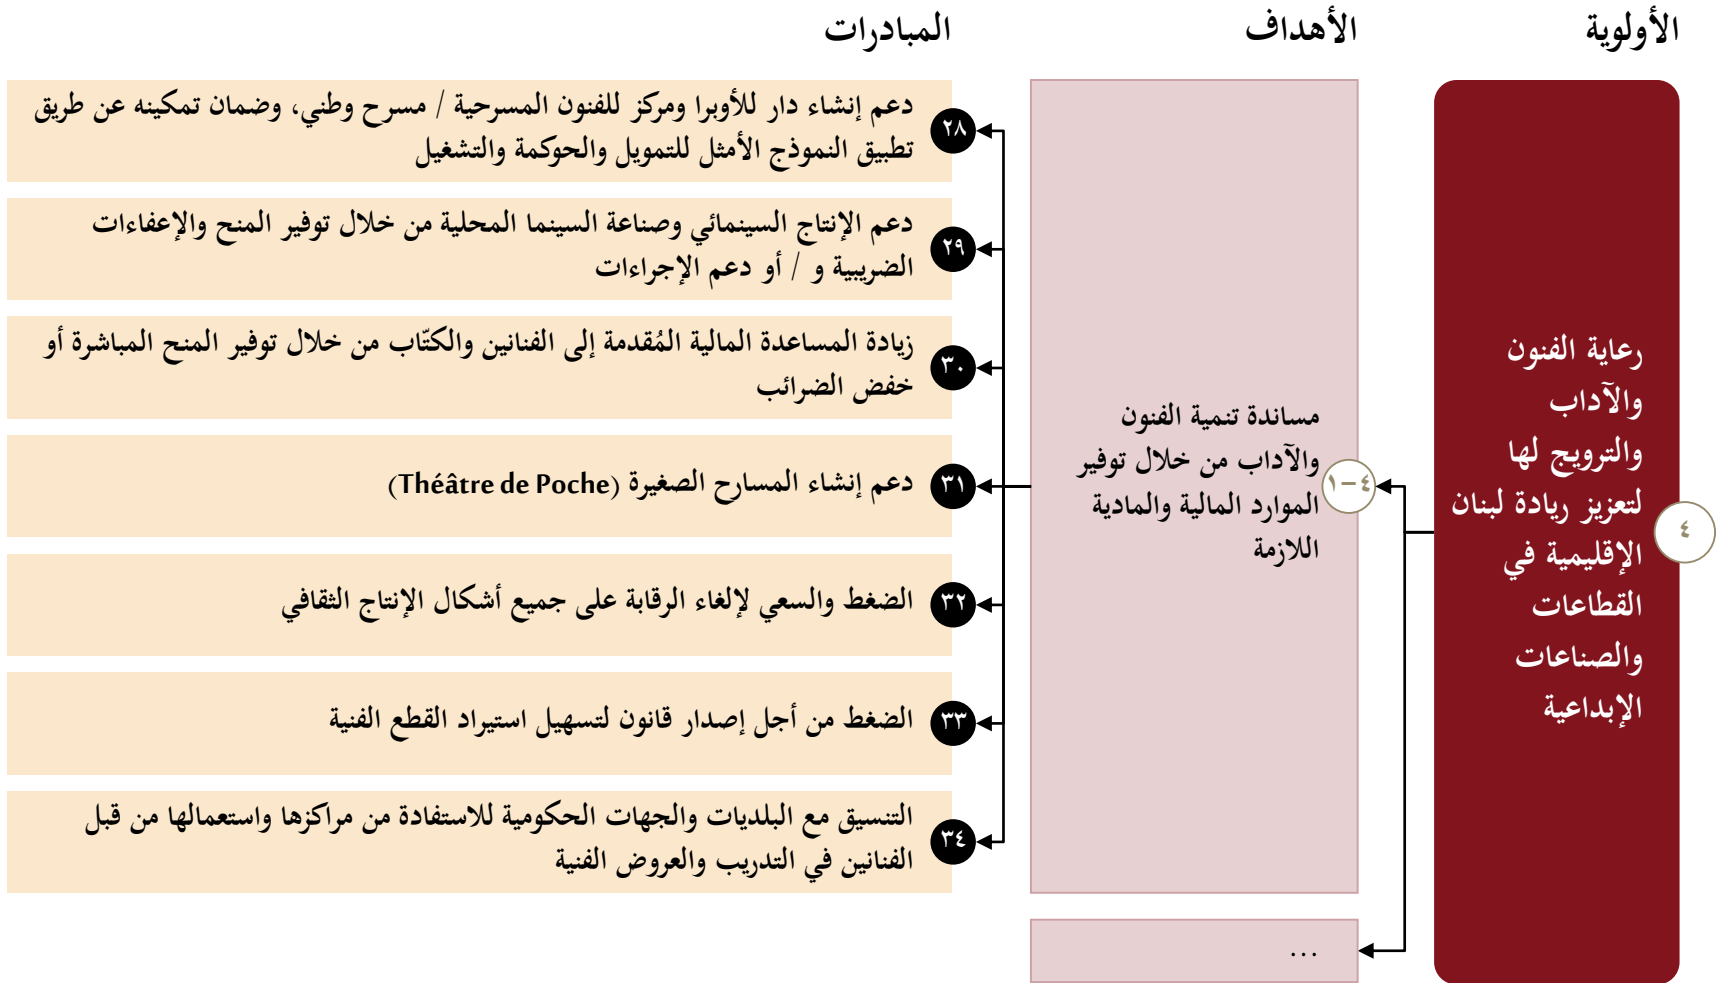 الأولوية
الأهداف
المبادرات
رعاية الفنون
والآداب
والترويج لها
لتعزيز ريادة لبنان
الإقليمية في
القطاعات
والصناعات
الإبداعية
٤
مساندة تنمية الفنون
والآداب من خلال توفير
الموارد المالية والمادية
اللازمة
٤–١
...
٢٨
دعم إنشاء دار للأوبرا ومركز للفنون المسرحية / مسرح وطني، وضمان تمكينه عن طريق
تطبيق النموذج الأمثل للتمويل والحوكمة والتشغيل
٢٩
دعم الإنتاج السينمائي وصناعة السينما المحلية من خلال توفير المنح والإعفاءات
الضريبية و / أو دعم الإجراءات
٣٠
زيادة المساعدة المالية المُقدمة إلى الفنانين والكتّاب من خلال توفير المنح المباشرة أو
خفض الضرائب
٣١
دعم إنشاء المسارح الصغيرة (Théâtre de Poche)
٣٢
الضغط والسعي لإلغاء الرقابة على جميع أشكال الإنتاج الثقافي
٣٣
الضغط من أجل إصدار قانون لتسهيل استيراد القطع الفنية
٣٤
التنسيق مع البلديات والجهات الحكومية للاستفادة من مراكزها واستعمالها من قبل
الفنانين في التدريب والعروض الفنية